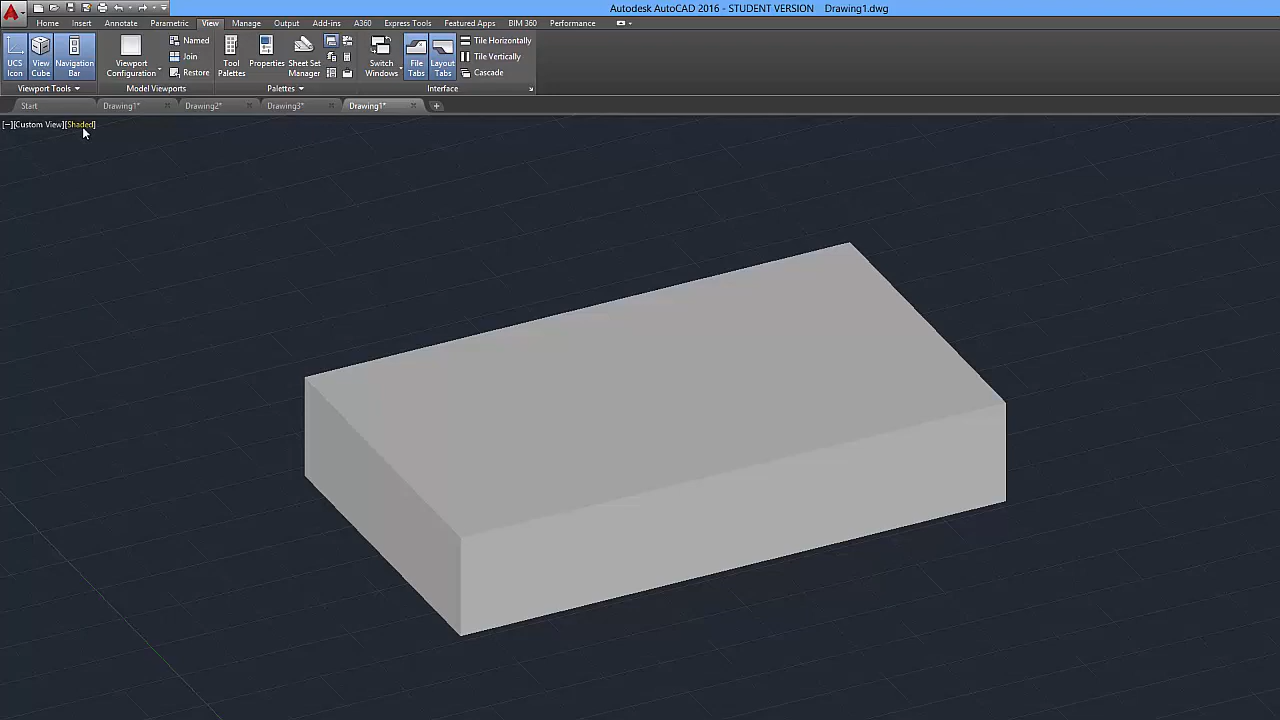 Autodesk AutoCAD 2016 - STUDENT VERSION Drawing1.dwg
Home Insert Annotate Parametric View Manage Output Add-ins A360 Express Tools Featured Apps BIM 360 Performance
UCS Icon
View Cube
Navigation Bar
Viewport Tools
Viewport Configuration
Named
Join
Restore
Model Viewports
Tool Palettes
Properties
Sheet Set Manager
Palettes
Switch Windows
File Tabs
Layout Tabs
Tile Horizontally
Tile Vertically
Cascade
Interface
Start Drawing1* Drawing2* Drawing3* Drawing1*
[−][Custom View][Shaded]